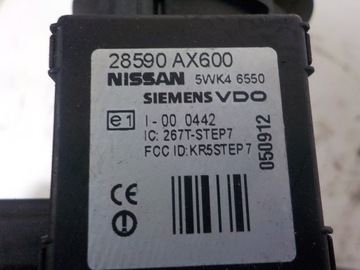 28590 AX600
NISSAN 5WK4 6550
SIEMENS VDO
e1 I-00 0442
IC: 267T-STEP7
FCC ID:KR5STEP7
050912
CE